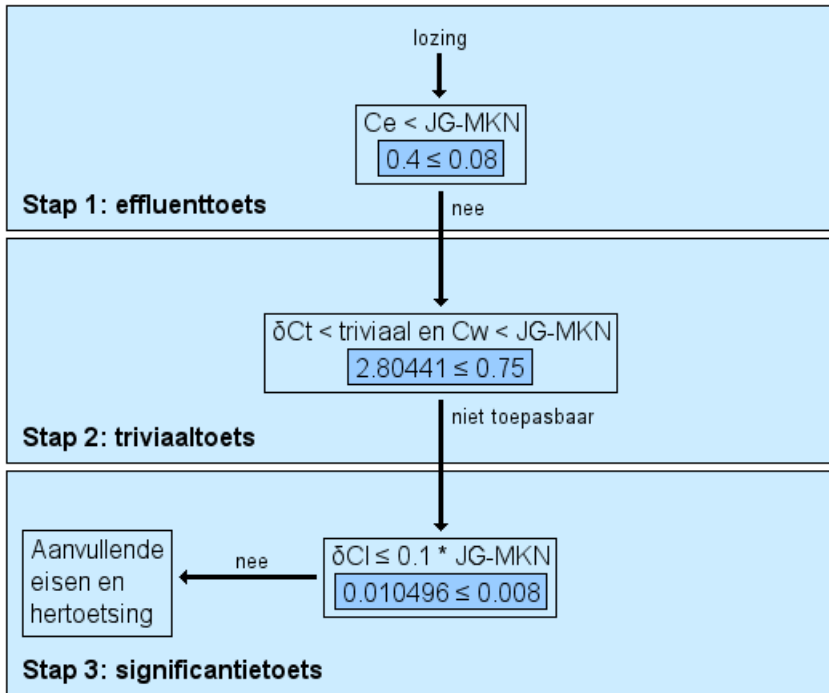 lozing
Ce < JG-MKN
0.4 ≤ 0.08
Stap 1: effluenttoets
nee
δCt < triviaal en Cw < JG-MKN
2.80441 ≤ 0.75
niet toepasbaar
Stap 2: triviaaltoets
δCl ≤ 0.1 * JG-MKN
0.010496 ≤ 0.008
nee
Aanvullende
eisen en
hertoetsing
Stap 3: significantietoets